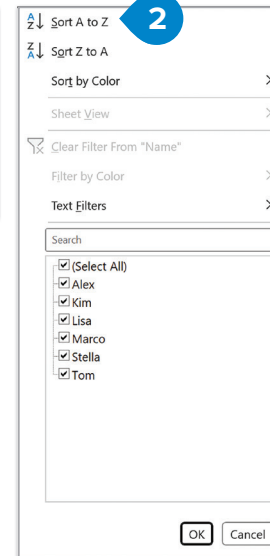 Sort A to Z
2
Sort Z to A
Sort by Color
Sheet View
Clear Filter From "Name"
Filter by Color
Text Filters
Search
(Select All)
Alex
Kim
Lisa
Marco
Stella
Tom
OK
Cancel